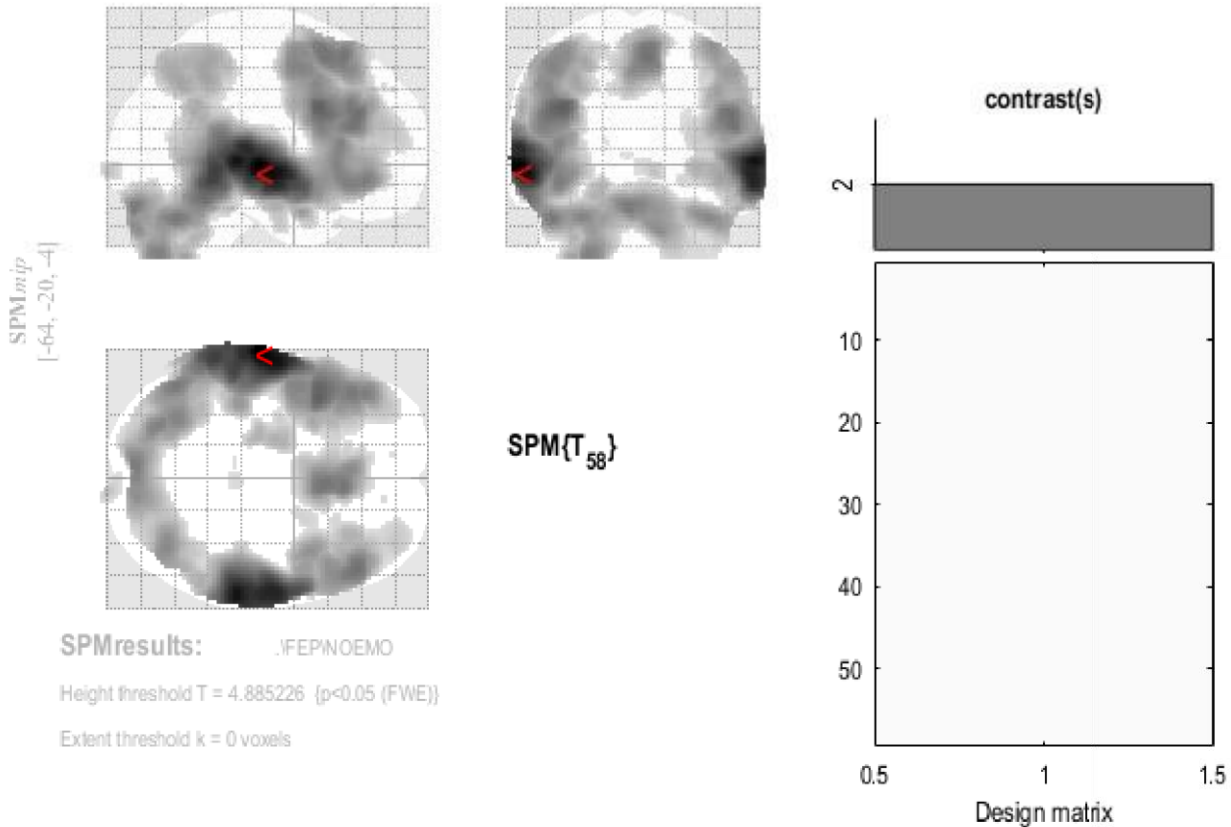 contrast(s)
2
SPMmip
[-64, -20, -4]
SPM{T58}
10
20
30
40
50
0.5 1 1.5
Design matrix
SPMresults: .\FEP\NOEMO
Height threshold T = 4.885226 {p<0.05 (FWE)}
Extent threshold k = 0 voxels